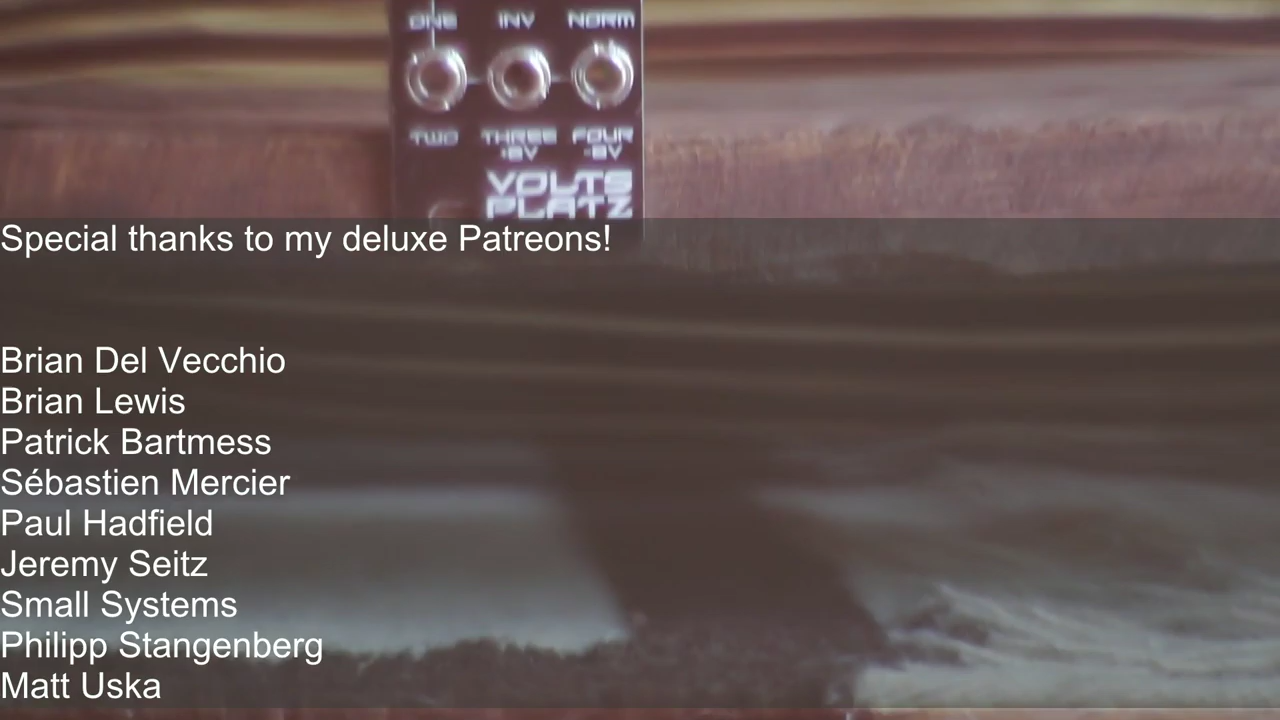 ONE INV NORM
TWO THREE FOUR
VOLTS
PLATZ
Special thanks to my deluxe Patreons!
Brian Del Vecchio
Brian Lewis
Patrick Bartmess
Sébastien Mercier
Paul Hadfield
Jeremy Seitz
Small Systems
Philipp Stangenberg
Matt Uska